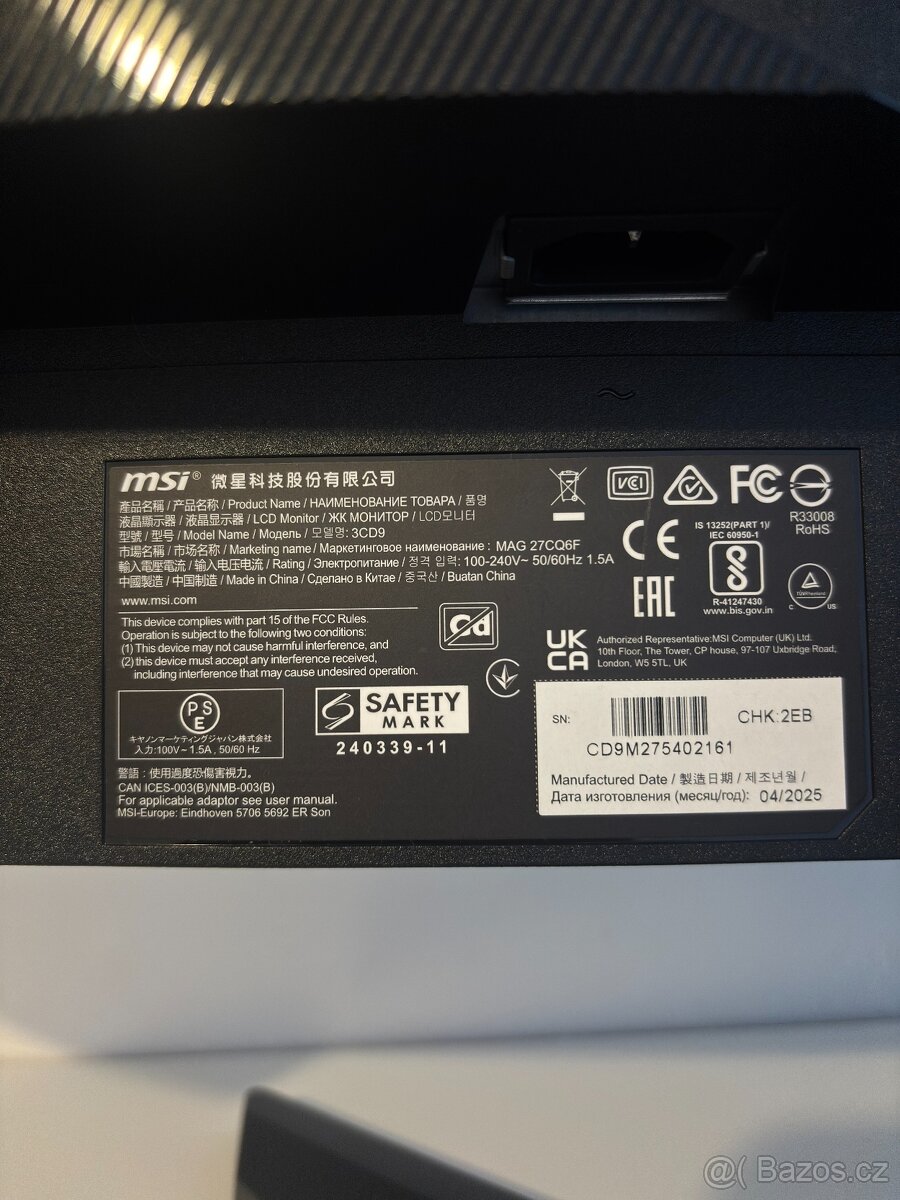 msi® 微星科技股份有限公司
產品名稱 / 产品名称 / Product Name / НАИМЕНОВАНИЕ ТОВАРА / 품명
液晶顯示器 / 液晶显示器 / LCD Monitor / ЖК МОНИТОР / LCD모니터
型號 / 型号 / Model Name / Модель / 모델명: 3CD9
市場名稱 / 市场名称 / Marketing name / Маркетинговое наименование : MAG 27CQ6F
輸入電壓電流 / 输入电压电流 / Rating / Электропитание / 정격 입력: 100-240V~ 50/60Hz 1.5A
中國製造 / 中国制造 / Made in China / Сделано в Китае / 중국산 / Buatan China
www.msi.com
This device complies with part 15 of the FCC Rules.
Operation is subject to the following two conditions:
(1) This device may not cause harmful interference, and
(2) this device must accept any interference received,
including interference that may cause undesired operation.
Cd
VCI
FC
R33008
RoHS
CE
IS 13252(PART 1)/
IEC 60950-1
R-41247430
www.bis.gov.in
EAC
TÜVRheinland
C US
UK
CA
Authorized Representative:MSI Computer (UK) Ltd.
10th Floor, The Tower, CP house, 97-107 Uxbridge Road,
London, W5 5TL, UK
PS
E
キヤノンマーケティングジャパン株式会社
入力:100V~1.5A , 50/60 Hz
SAFETY
MARK
240339-11
SN:
CHK:2EB
CD9M275402161
Manufactured Date / 製造日期 / 제조년월 /
Дата изготовления (месяц/год): 04/2025
警語 : 使用過度恐傷害視力。
CAN ICES-003(B)/NMB-003(B)
For applicable adaptor see user manual.
MSI-Europe: Eindhoven 5706 5692 ER Son
@( Bazos.cz